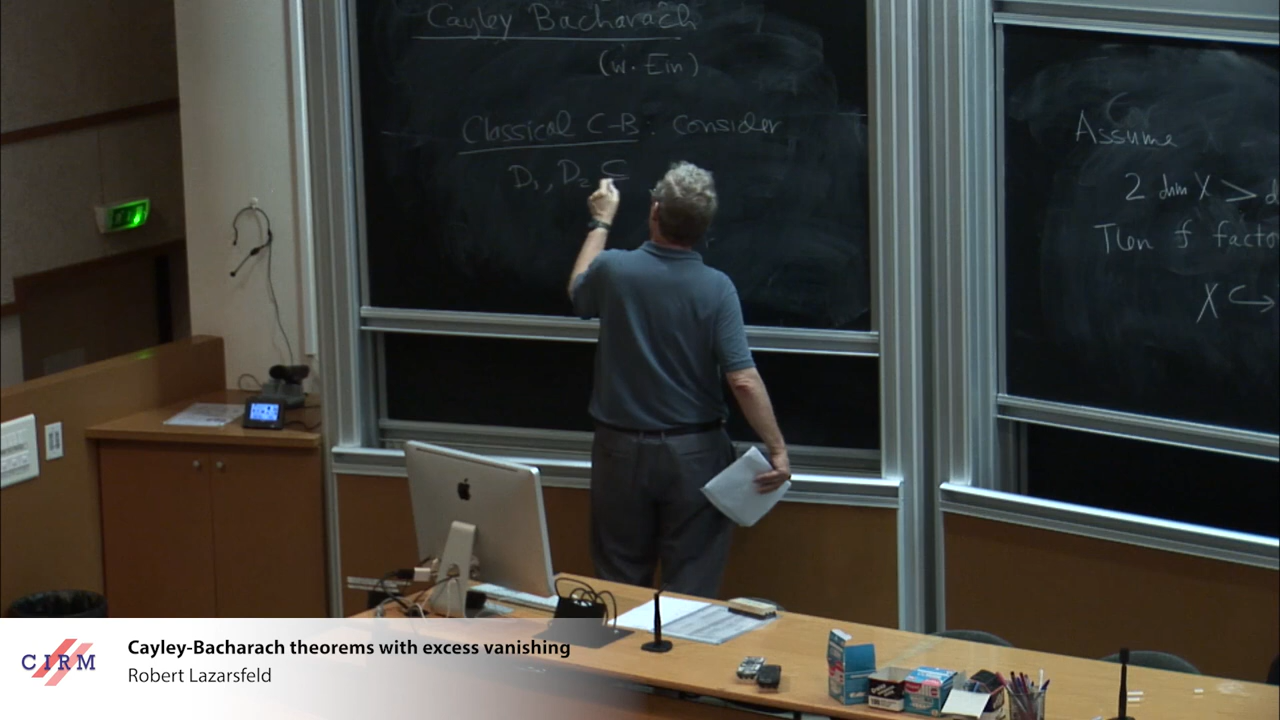 Cayley Bacharach
(w. Ein)
Classical C-B: Consider
D₁, D₂ ⊂
Assume
2 dim X >
Then f facto
X ↪
CIRM
Cayley-Bacharach theorems with excess vanishing
Robert Lazarsfeld